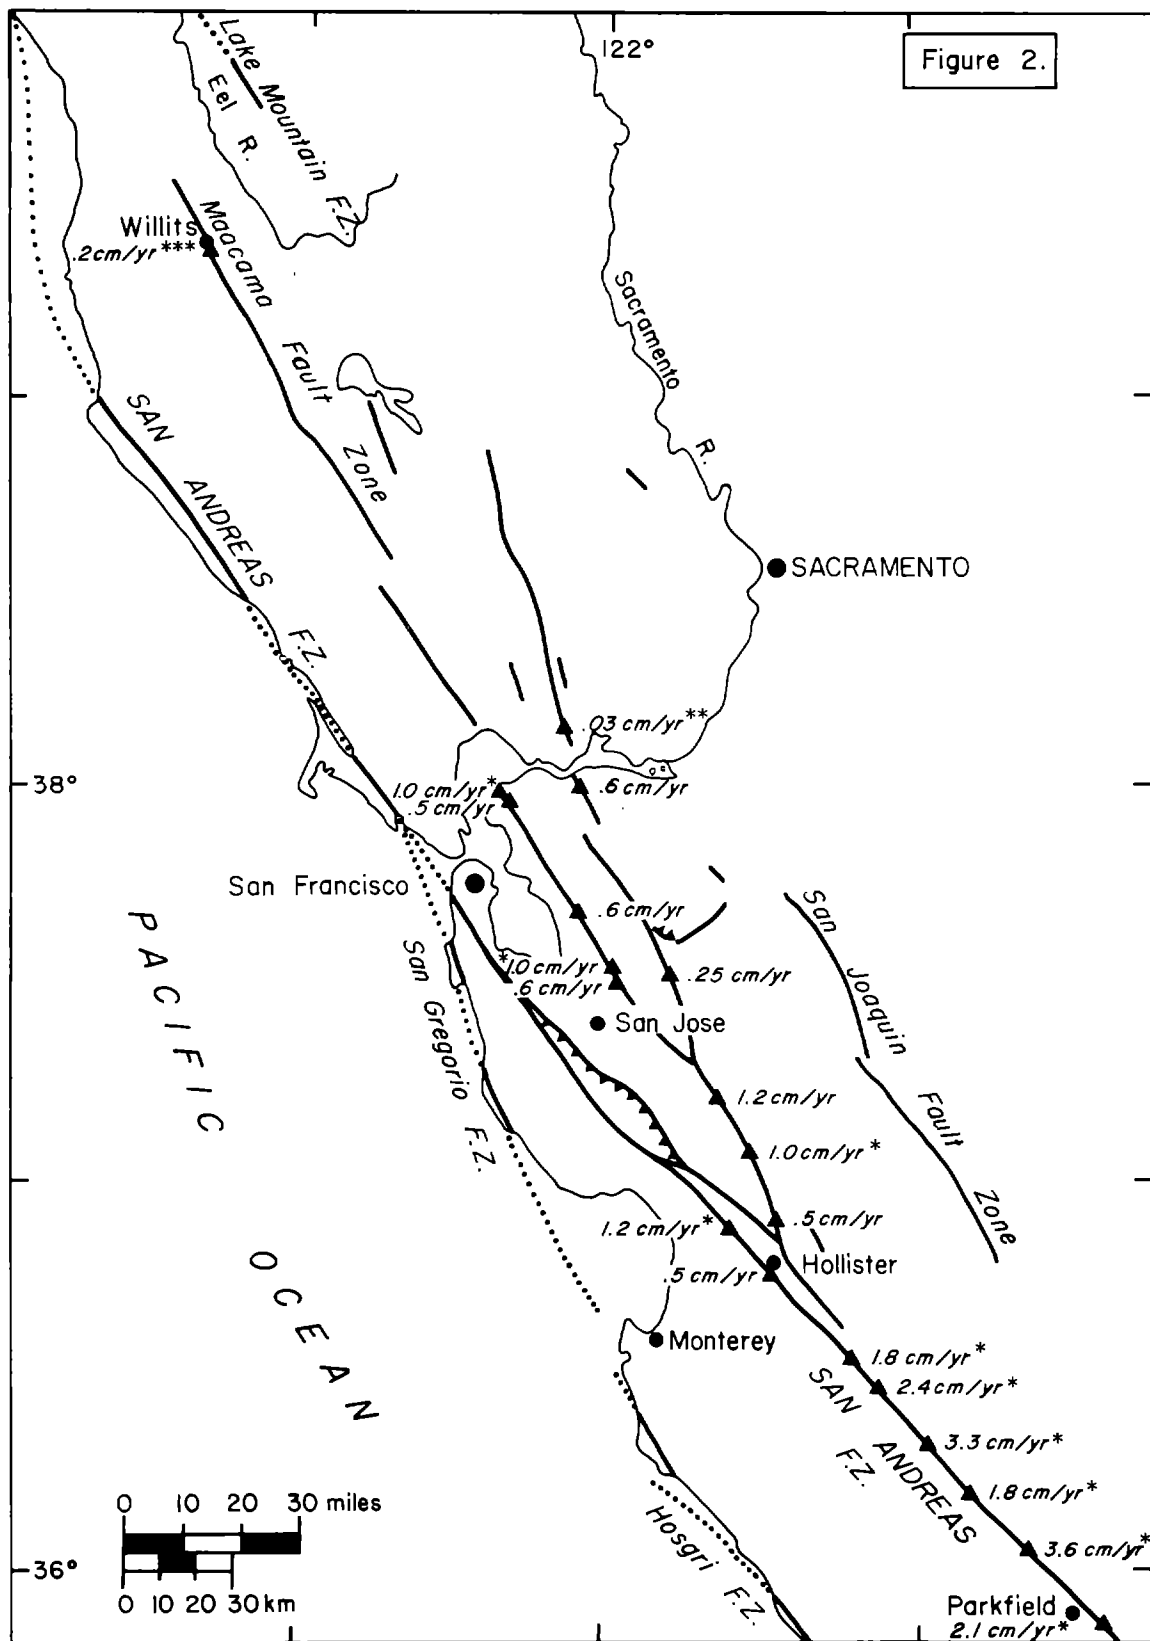 122°
Figure 2.
Lake Mountain F.Z.
Eel R.
Willits
.2cm/yr***
Maacama Fault Zone
Sacramento R.
SAN ANDREAS F.Z.
SACRAMENTO
.03 cm/yr**
38°
1.0 cm/yr*
.5 cm/yr
.6 cm/yr
San Francisco
.6 cm/yr
San Joaquin Fault Zone
*1.0 cm/yr
.6 cm/yr
.25 cm/yr
San Gregorio F.Z.
San Jose
PACIFIC OCEAN
1.2 cm/yr
1.0 cm/yr*
1.2 cm/yr*
.5 cm/yr
Hollister
.5 cm/yr
Monterey
1.8 cm/yr*
2.4 cm/yr*
SAN ANDREAS F.Z.
3.3 cm/yr*
1.8 cm/yr*
3.6 cm/yr*
Hosgri F.Z.
0 10 20 30 miles
0 10 20 30 km
36°
Parkfield
2.1 cm/yr*